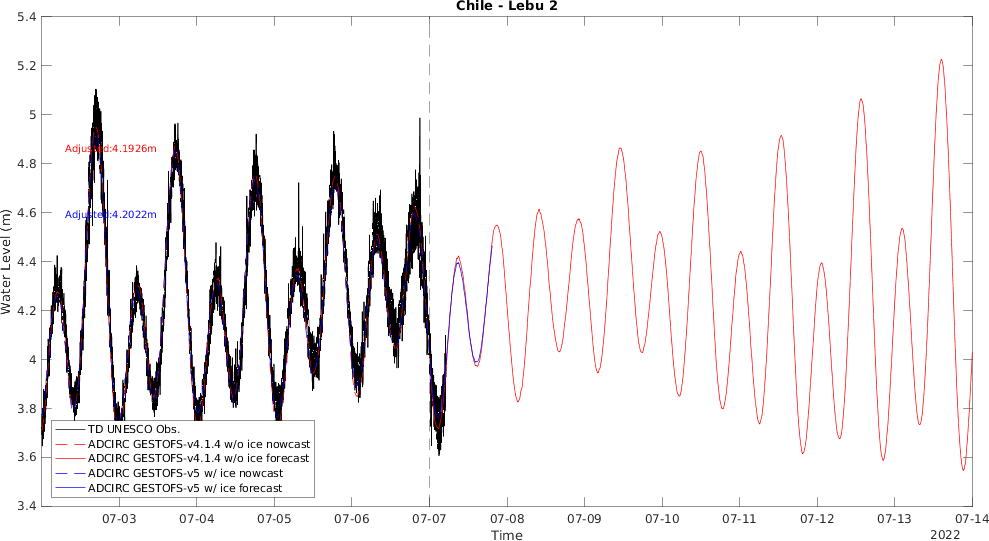 Chile - Lebu 2
5.4
5.2
5
4.8
4.6
4.4
4.2
4
3.8
3.6
3.4
Water Level (m)
Adjusted:4.1926m
Adjusted:4.2022m
TD UNESCO Obs.
ADCIRC GESTOFS-v4.1.4 w/o ice nowcast
ADCIRC GESTOFS-v4.1.4 w/o ice forecast
ADCIRC GESTOFS-v5 w/ ice nowcast
ADCIRC GESTOFS-v5 w/ ice forecast
07-03 07-04 07-05 07-06 07-07 07-08 07-09 07-10 07-11 07-12 07-13 07-14
Time
2022